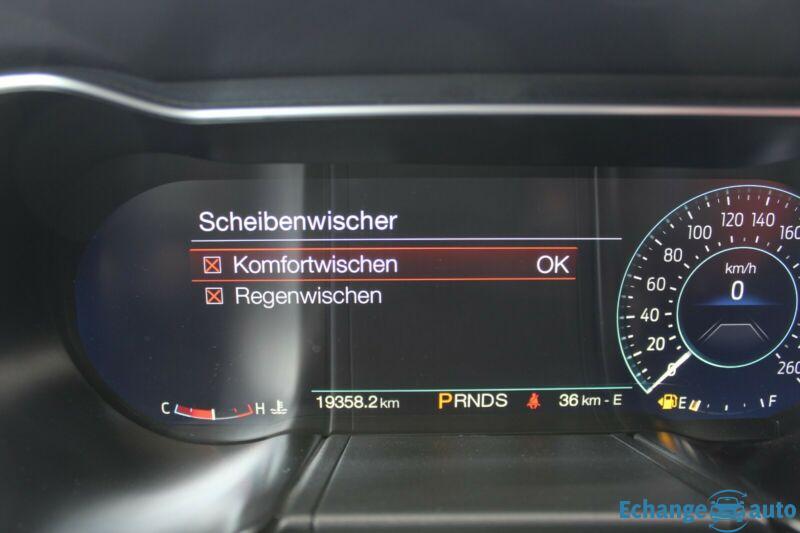 Scheibenwischer
Komfortwischen OK
Regenwischen
C H
19358.2 km PRNDS 36 km - E
0 20 40 60 80 100 120 140 160 260
km/h
0
E F
Echange auto